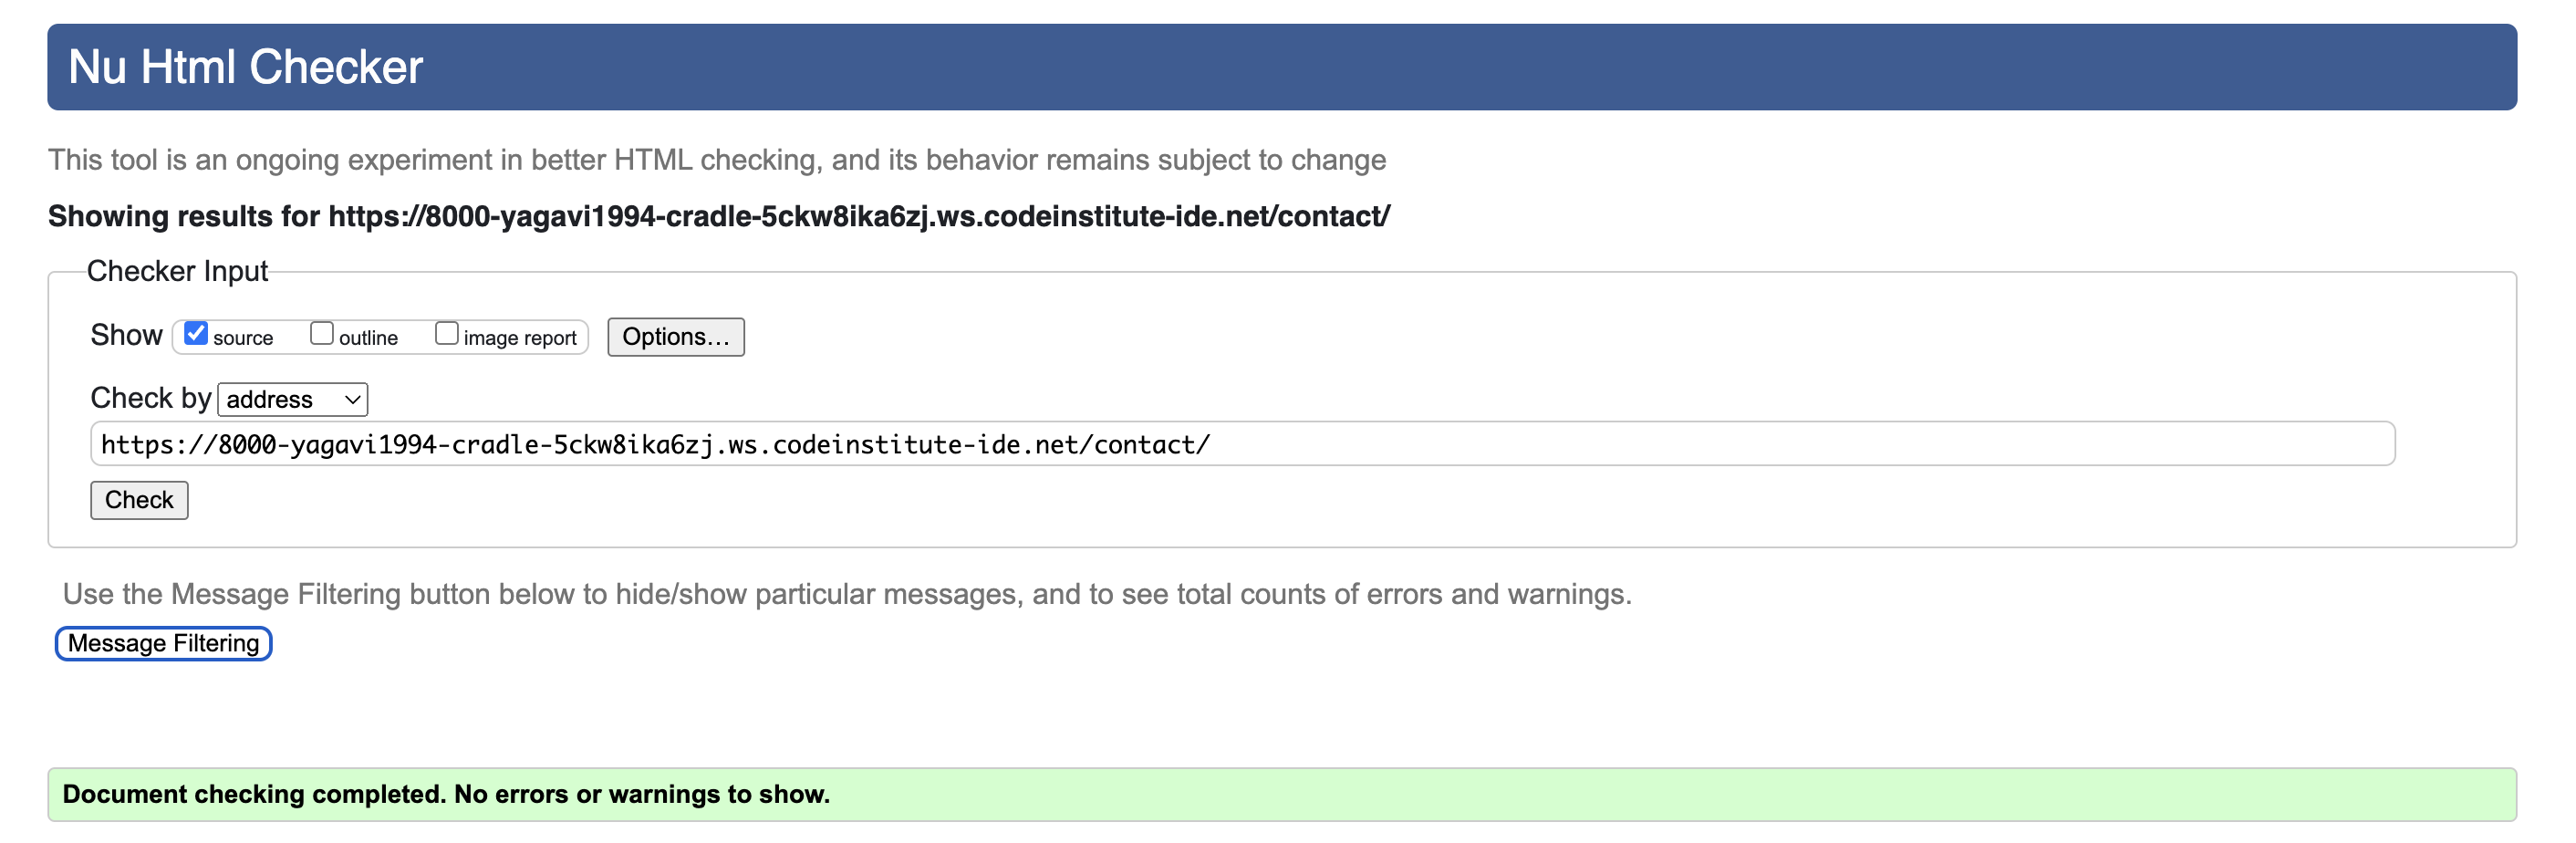 Nu Html Checker
This tool is an ongoing experiment in better HTML checking, and its behavior remains subject to change
Showing results for https://8000-yagavi1994-cradle-5ckw8ika6zj.ws.codeinstitute-ide.net/contact/
Checker Input
Show source outline image report Options...
Check by address
https://8000-yagavi1994-cradle-5ckw8ika6zj.ws.codeinstitute-ide.net/contact/
Check
Use the Message Filtering button below to hide/show particular messages, and to see total counts of errors and warnings.
Message Filtering
Document checking completed. No errors or warnings to show.